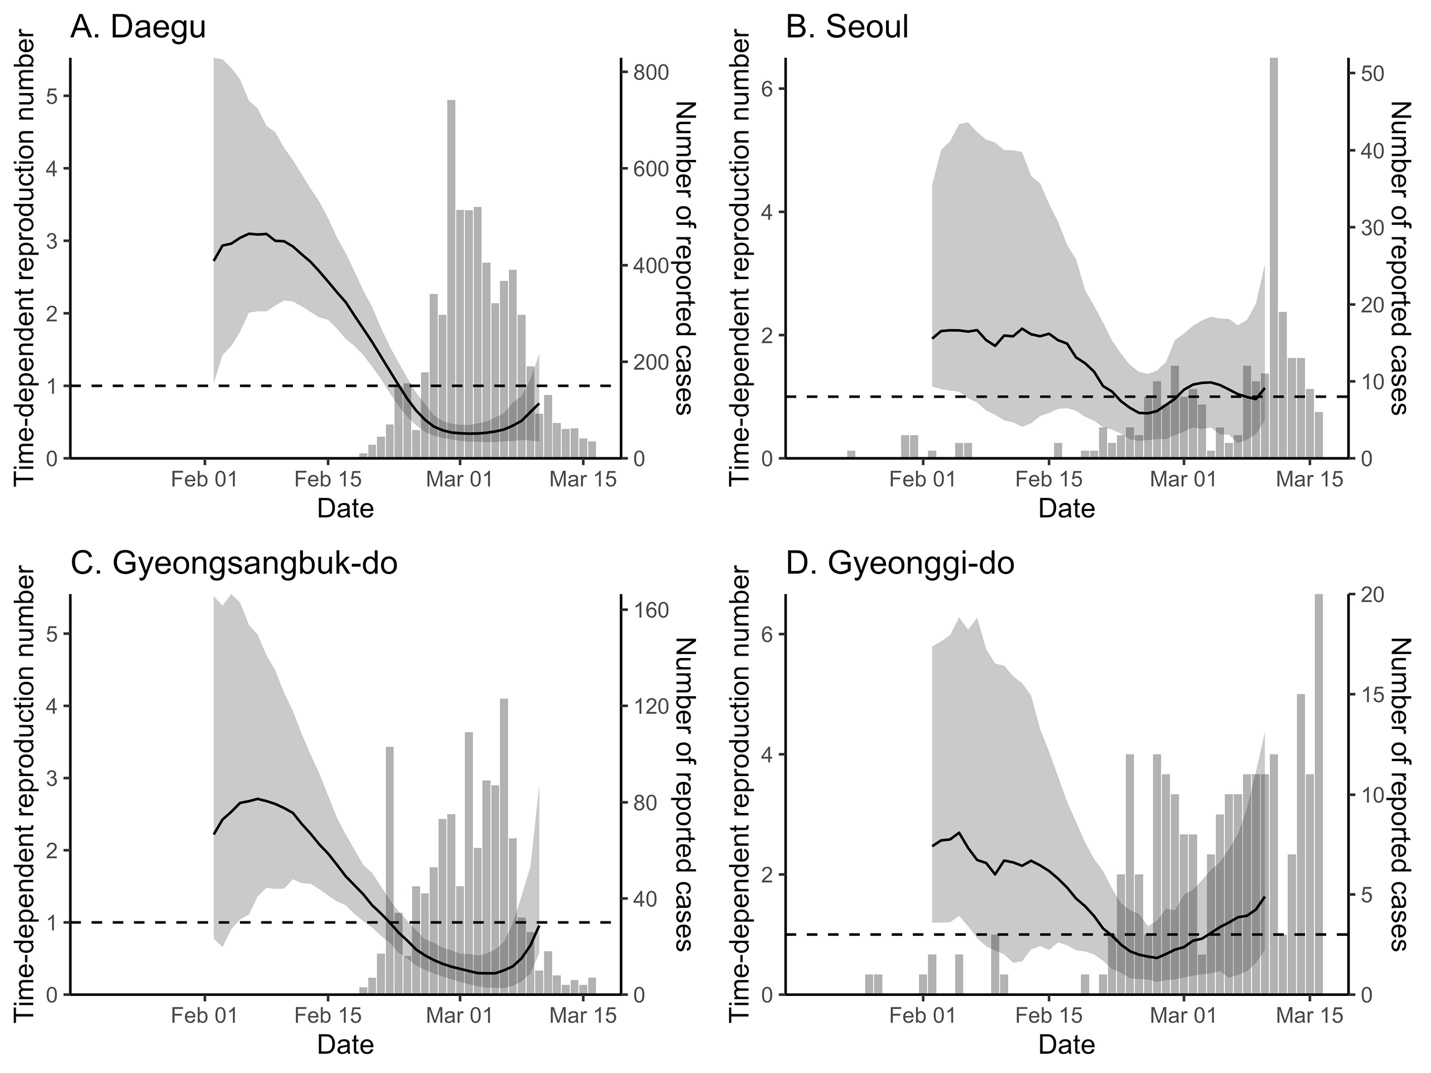 A. Daegu
Time-dependent reproduction number
5
4
3
2
1
0
800
600
400
200
0
Number of reported cases
Feb 01 Feb 15 Mar 01 Mar 15
Date
B. Seoul
Time-dependent reproduction number
6
4
2
0
50
40
30
20
10
0
Number of reported cases
Feb 01 Feb 15 Mar 01 Mar 15
Date
C. Gyeongsangbuk-do
Time-dependent reproduction number
5
4
3
2
1
0
160
120
80
40
0
Number of reported cases
Feb 01 Feb 15 Mar 01 Mar 15
Date
D. Gyeonggi-do
Time-dependent reproduction number
6
4
2
0
20
15
10
5
0
Number of reported cases
Feb 01 Feb 15 Mar 01 Mar 15
Date